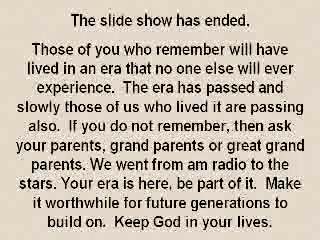 The slide show has ended.
Those of you who remember will have
lived in an era that no one else will ever
experience.  The era has passed and
slowly those of us who lived it are passing
also.  If you do not remember, then ask
your parents, grand parents or great grand
parents. We went from am radio to the
stars. Your era is here, be part of it.  Make
it worthwhile for future generations to
build on.  Keep God in your lives.